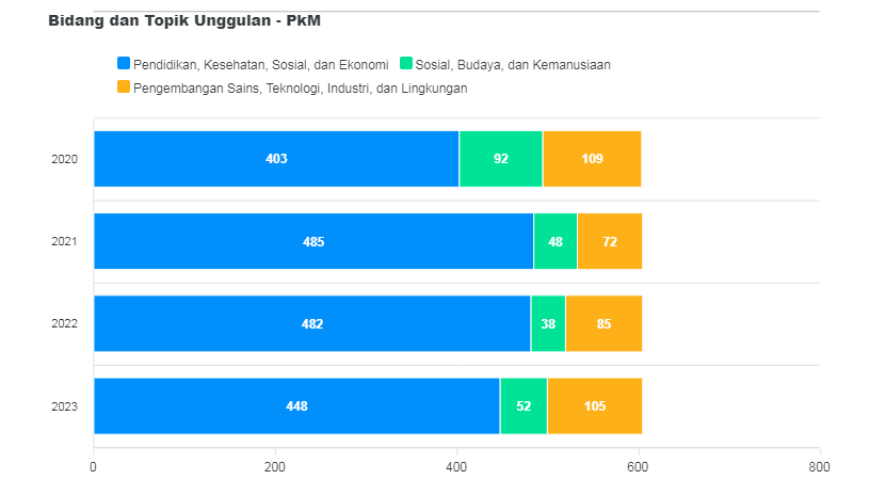 Bidang dan Topik Unggulan - PkM
Pendidikan, Kesehatan, Sosial, dan Ekonomi Sosial, Budaya, dan Kemanusiaan
Pengembangan Sains, Teknologi, Industri, dan Lingkungan
2020 403 92 109
2021 485 48 72
2022 482 38 85
2023 448 52 105
0 200 400 600 800